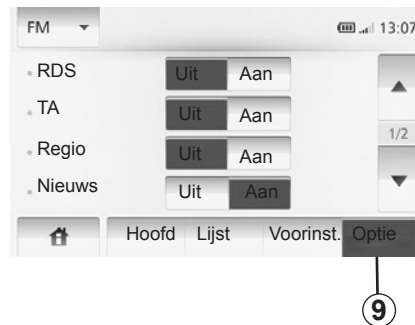 FM 13:07
RDS Uit Aan
TA Uit Aan
1/2
Regio Uit Aan
Nieuws Uit Aan
Hoofd Lijst Voorinst. Optie
9